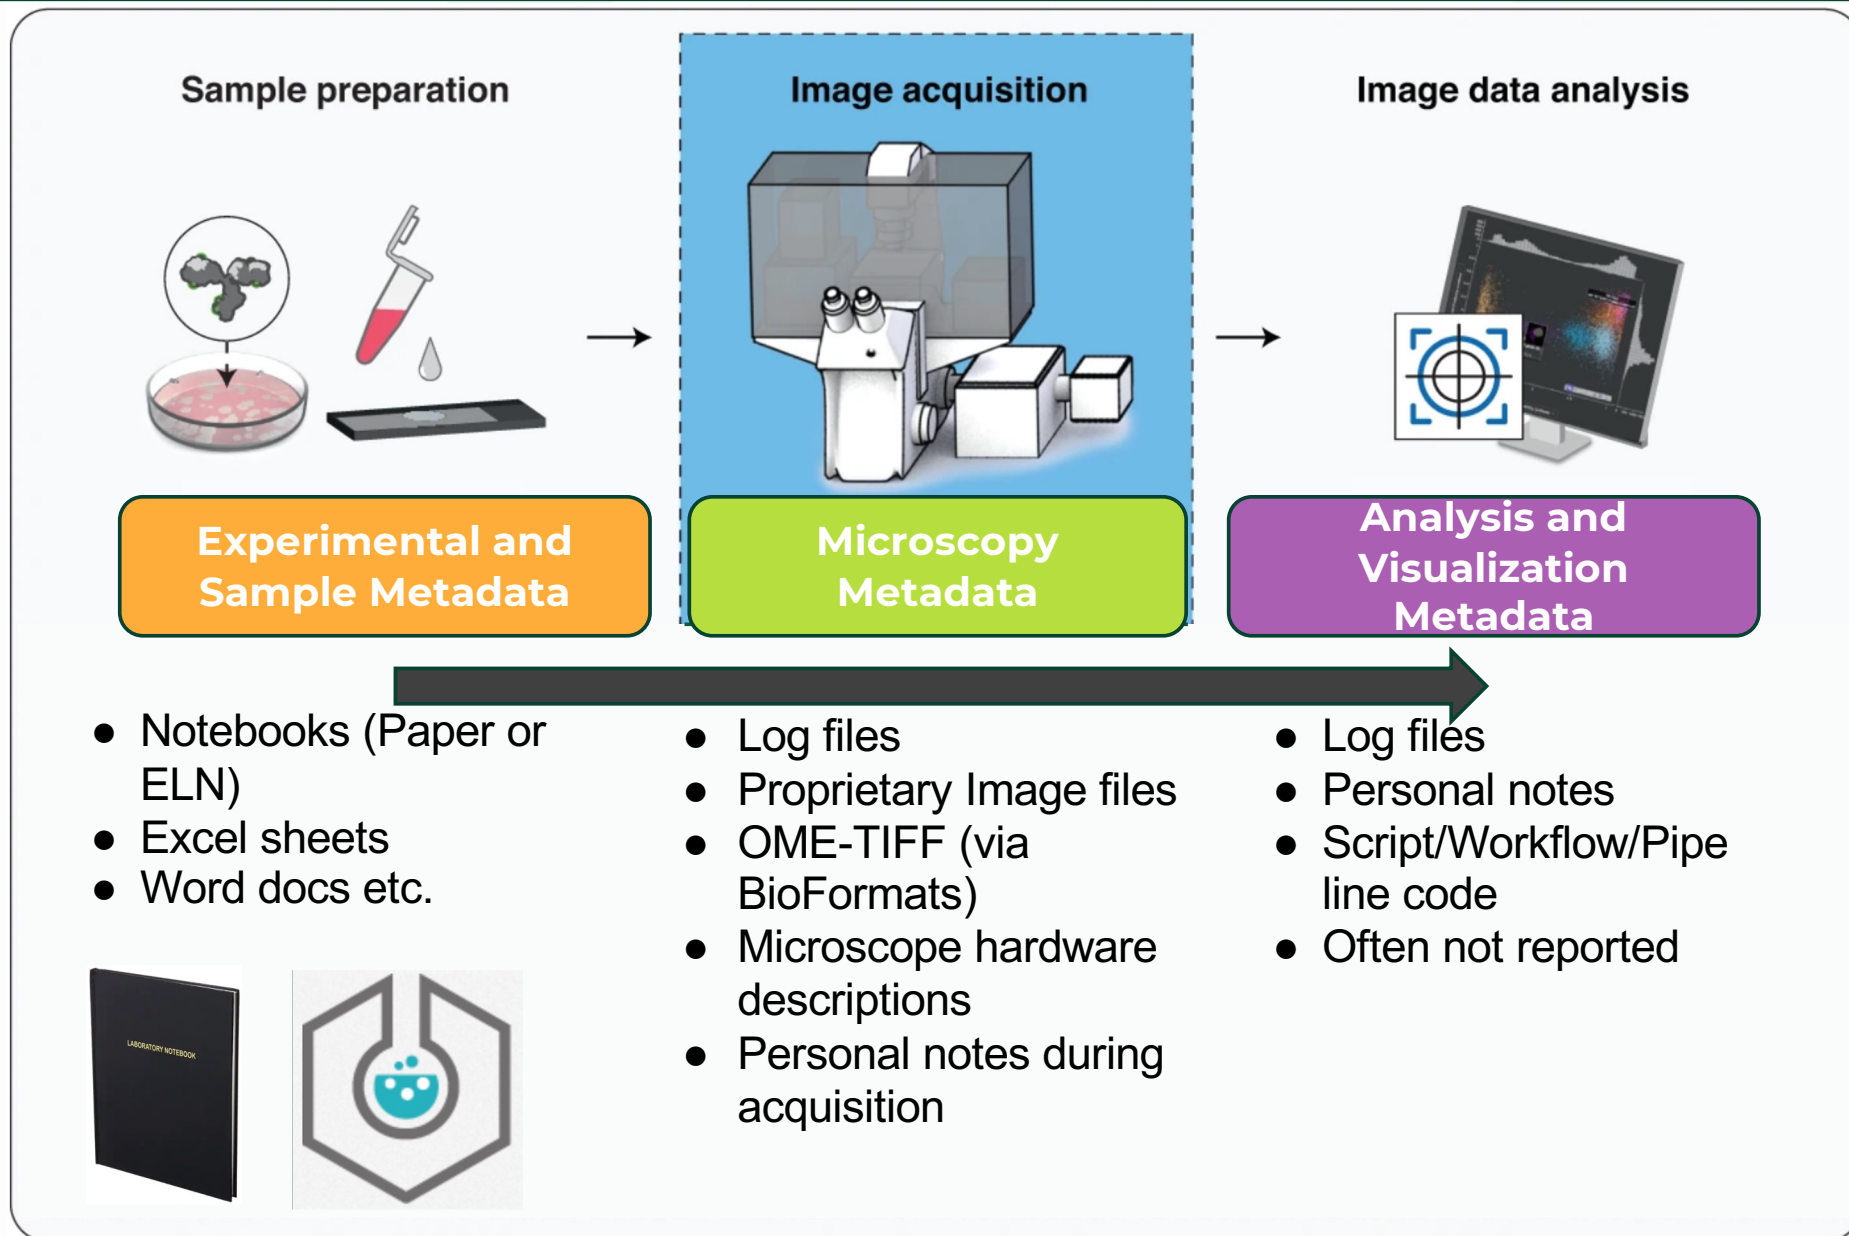 Sample preparation
Image acquisition
Image data analysis
Experimental and
Sample Metadata
Microscopy
Metadata
Analysis and
Visualization
Metadata
● Notebooks (Paper or
ELN)
● Excel sheets
● Word docs etc.
LABORATORY NOTEBOOK
● Log files
● Proprietary Image files
● OME-TIFF (via
BioFormats)
● Microscope hardware
descriptions
● Personal notes during
acquisition
● Log files
● Personal notes
● Script/Workflow/Pipe
line code
● Often not reported